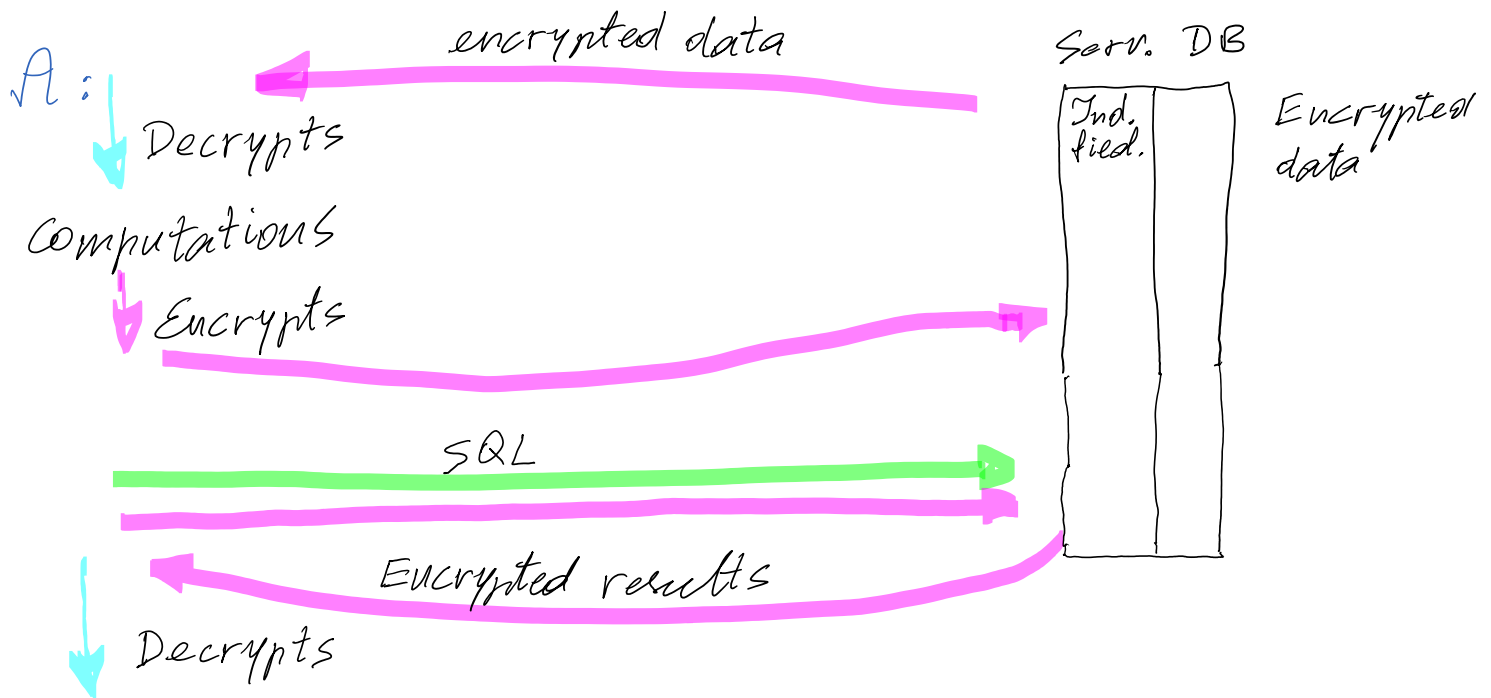 encrypted data
Serv. DB
A:
Ind.
fied.
Encrypted
data
Decrypts
Computations
Encrypts
SQL
Encrypted results
Decrypts